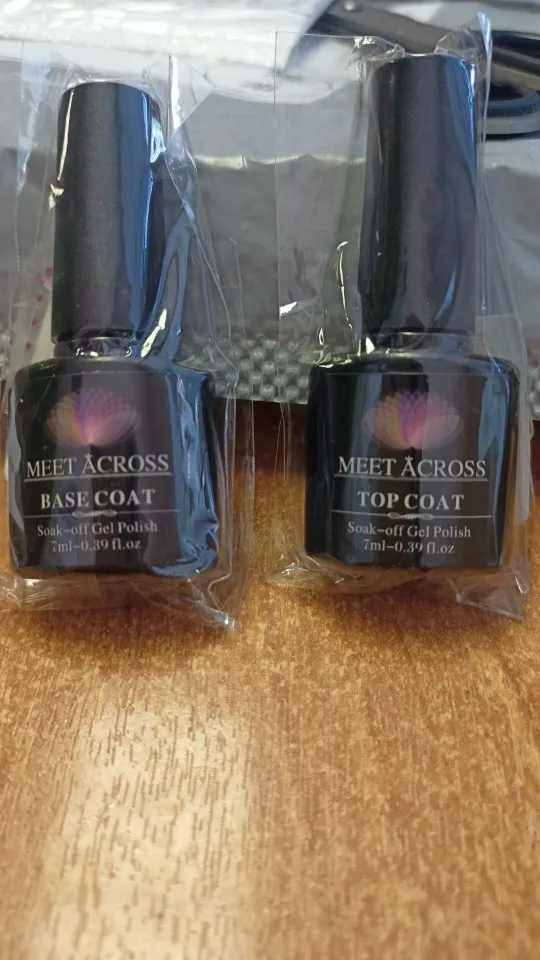 MEET ACROSS
BASE COAT
Soak-off Gel Polish
7ml-0.39 fl.oz
MEET ACROSS
TOP COAT
Soak-off Gel Polish
7ml-0.39 fl.oz